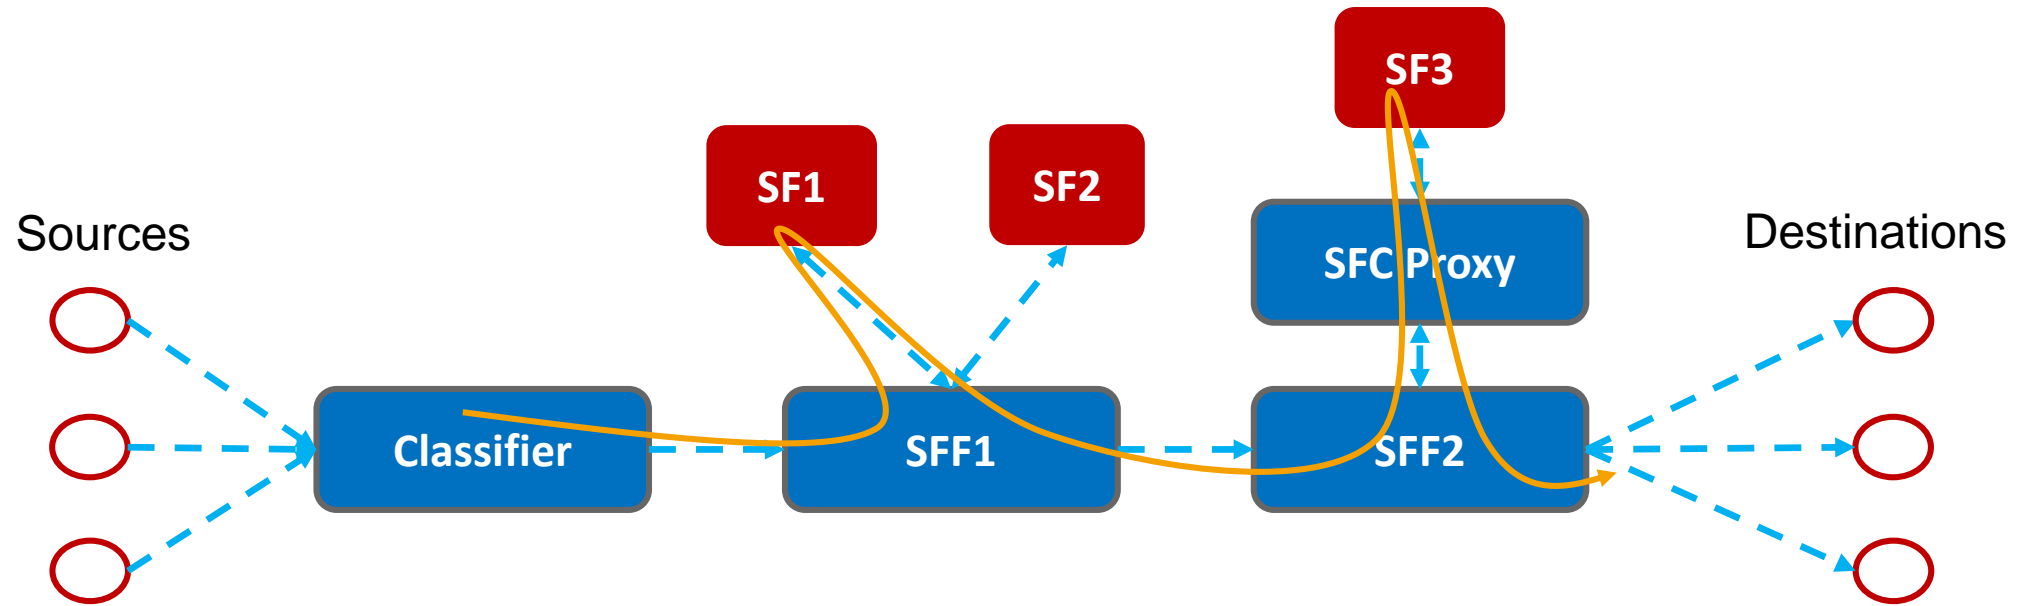 SF3
SF1
SF2
Sources
Destinations
SFC Proxy
Classifier
SFF1
SFF2